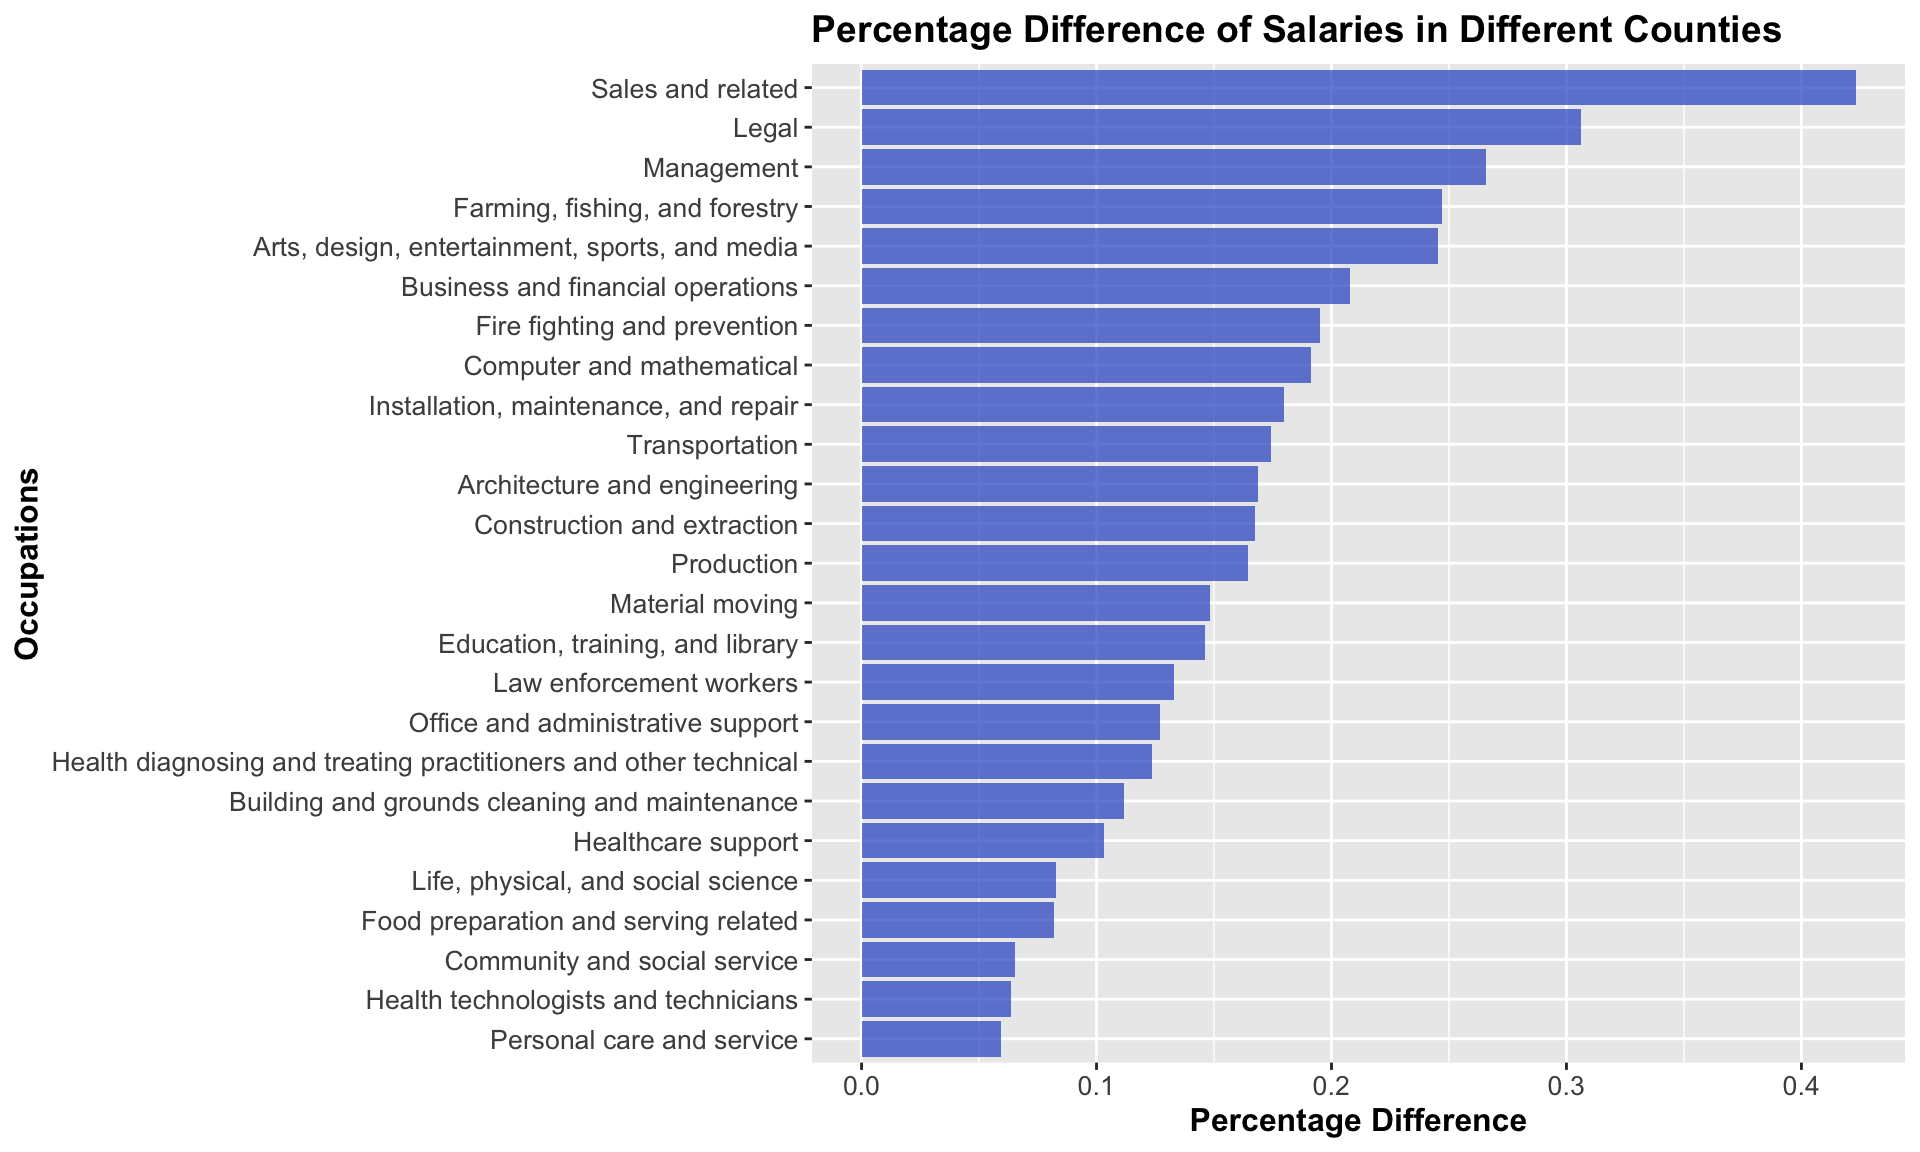 Percentage Difference of Salaries in Different Counties
Occupations
Sales and related
Legal
Management
Farming, fishing, and forestry
Arts, design, entertainment, sports, and media
Business and financial operations
Fire fighting and prevention
Computer and mathematical
Installation, maintenance, and repair
Transportation
Architecture and engineering
Construction and extraction
Production
Material moving
Education, training, and library
Law enforcement workers
Office and administrative support
Health diagnosing and treating practitioners and other technical
Building and grounds cleaning and maintenance
Healthcare support
Life, physical, and social science
Food preparation and serving related
Community and social service
Health technologists and technicians
Personal care and service
0.0 0.1 0.2 0.3 0.4
Percentage Difference